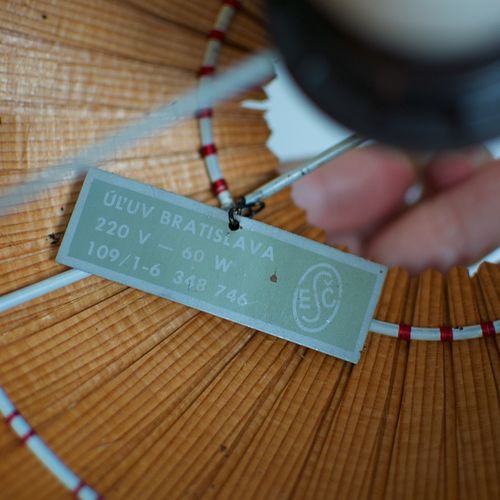 ÚĽUV BRATISLAVA
220 V — 60 W
109/1-6 348 746
ESČ